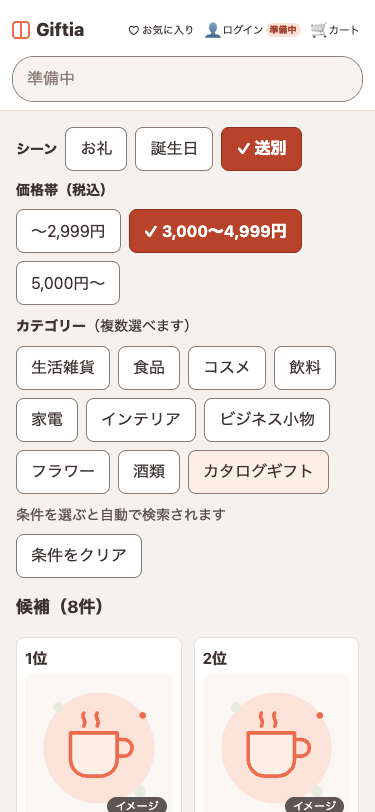 Giftia
お気に入り
ログイン 準備中
カート
準備中
シーン
お礼
誕生日
✓ 送別
価格帯（税込）
〜2,999円
✓ 3,000〜4,999円
5,000円〜
カテゴリー（複数選べます）
生活雑貨
食品
コスメ
飲料
家電
インテリア
ビジネス小物
フラワー
酒類
カタログギフト
条件を選ぶと自動で検索されます
条件をクリア
候補（8件）
1位
2位
イメージ
イメージ